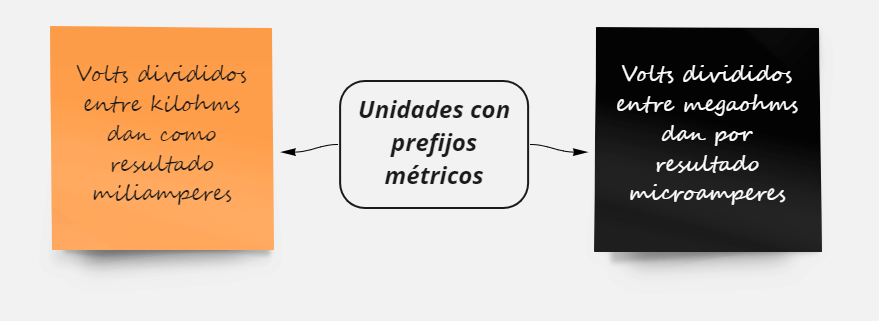 Volts divididos
entre kilohms
dan como
resultado
miliamperes
Unidades con
prefijos
métricos
Volts divididos
entre megaohms
dan por
resultado
microamperes